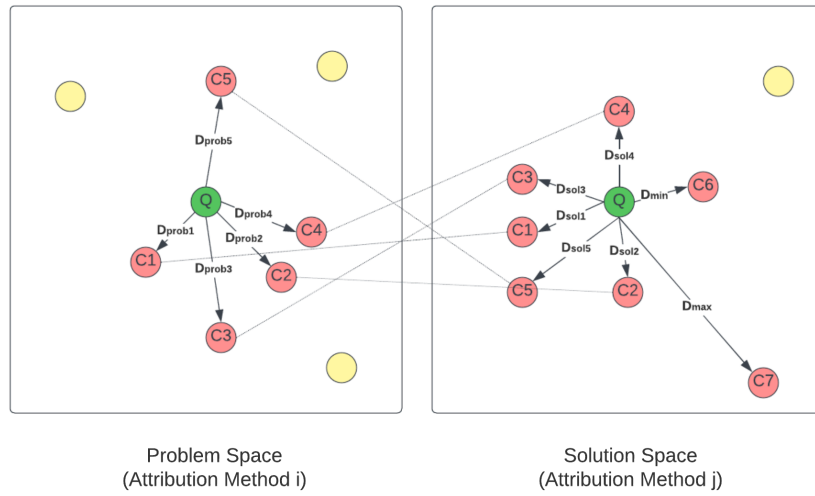 C5
Dprob5
Q
Dprob4
Dprob1
Dprob2
C4
C1
Dprob3
C2
C3
C4
Dsol4
C3
Dsol3
Q
Dmin
C6
Dsol1
C1
Dsol5
Dsol2
C5
C2
Dmax
C7
Problem Space
(Attribution Method i)
Solution Space
(Attribution Method j)